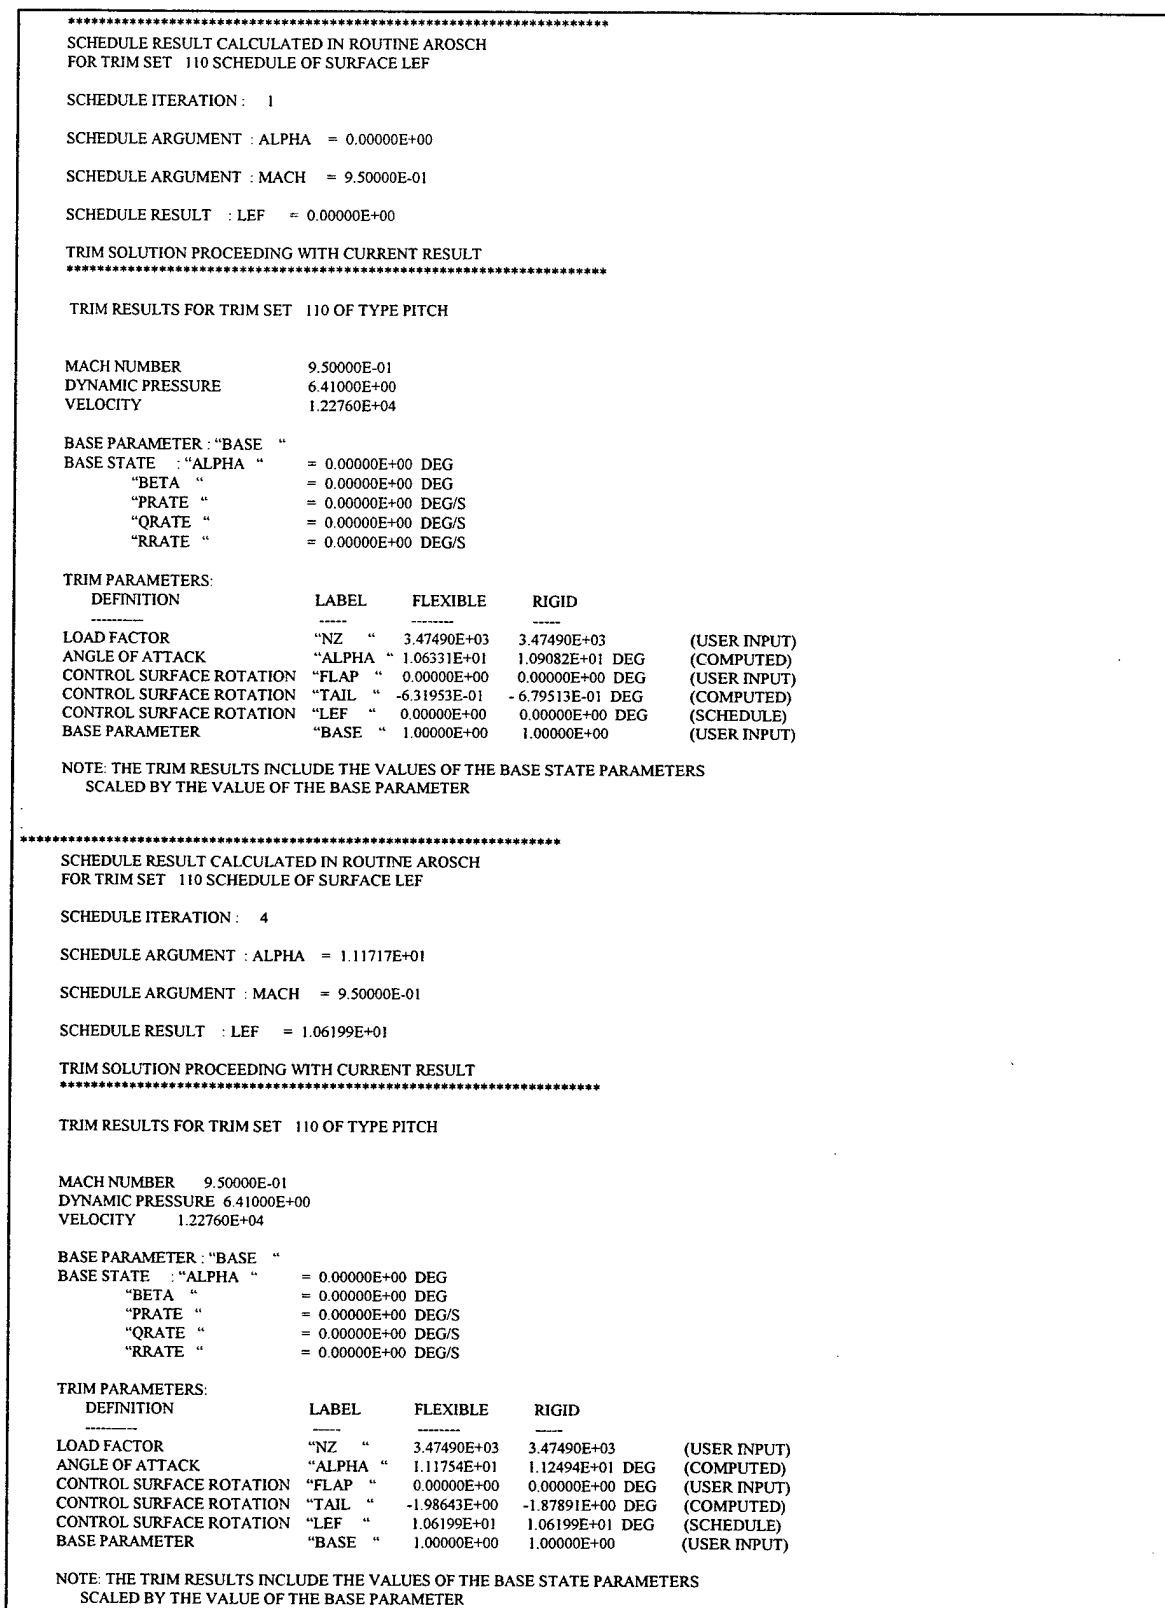 *********************************************************************
SCHEDULE RESULT CALCULATED IN ROUTINE AROSCH
FOR TRIM SET 110 SCHEDULE OF SURFACE LEF
SCHEDULE ITERATION : 1
SCHEDULE ARGUMENT : ALPHA = 0.00000E+00
SCHEDULE ARGUMENT : MACH = 9.50000E-01
SCHEDULE RESULT : LEF = 0.00000E+00
TRIM SOLUTION PROCEEDING WITH CURRENT RESULT
*********************************************************************
TRIM RESULTS FOR TRIM SET 110 OF TYPE PITCH
MACH NUMBER 9.50000E-01
DYNAMIC PRESSURE 6.41000E+00
VELOCITY 1.22760E+04
BASE PARAMETER : “BASE “
BASE STATE : “ALPHA “ = 0.00000E+00 DEG
“BETA “ = 0.00000E+00 DEG
“PRATE “ = 0.00000E+00 DEG/S
“QRATE “ = 0.00000E+00 DEG/S
“RRATE “ = 0.00000E+00 DEG/S
TRIM PARAMETERS:
DEFINITION LABEL FLEXIBLE RIGID
---------- ----- -------- -----
LOAD FACTOR “NZ “ 3.47490E+03 3.47490E+03 (USER INPUT)
ANGLE OF ATTACK “ALPHA “ 1.06331E+01 1.09082E+01 DEG (COMPUTED)
CONTROL SURFACE ROTATION “FLAP “ 0.00000E+00 0.00000E+00 DEG (USER INPUT)
CONTROL SURFACE ROTATION “TAIL “ -6.31953E-01 - 6.79513E-01 DEG (COMPUTED)
CONTROL SURFACE ROTATION “LEF “ 0.00000E+00 0.00000E+00 DEG (SCHEDULE)
BASE PARAMETER “BASE “ 1.00000E+00 1.00000E+00 (USER INPUT)
NOTE: THE TRIM RESULTS INCLUDE THE VALUES OF THE BASE STATE PARAMETERS
SCALED BY THE VALUE OF THE BASE PARAMETER
.
.
*********************************************************************
SCHEDULE RESULT CALCULATED IN ROUTINE AROSCH
FOR TRIM SET 110 SCHEDULE OF SURFACE LEF
SCHEDULE ITERATION : 4
SCHEDULE ARGUMENT : ALPHA = 1.11717E+01
SCHEDULE ARGUMENT : MACH = 9.50000E-01
SCHEDULE RESULT : LEF = 1.06199E+01
TRIM SOLUTION PROCEEDING WITH CURRENT RESULT
*********************************************************************
TRIM RESULTS FOR TRIM SET 110 OF TYPE PITCH
MACH NUMBER 9.50000E-01
DYNAMIC PRESSURE 6.41000E+00
VELOCITY 1.22760E+04
BASE PARAMETER : “BASE “
BASE STATE : “ALPHA “ = 0.00000E+00 DEG
“BETA “ = 0.00000E+00 DEG
“PRATE “ = 0.00000E+00 DEG/S
“QRATE “ = 0.00000E+00 DEG/S
“RRATE “ = 0.00000E+00 DEG/S
TRIM PARAMETERS:
DEFINITION LABEL FLEXIBLE RIGID
---------- ----- -------- -----
LOAD FACTOR “NZ “ 3.47490E+03 3.47490E+03 (USER INPUT)
ANGLE OF ATTACK “ALPHA “ 1.11754E+01 1.12494E+01 DEG (COMPUTED)
CONTROL SURFACE ROTATION “FLAP “ 0.00000E+00 0.00000E+00 DEG (USER INPUT)
CONTROL SURFACE ROTATION “TAIL “ -1.98643E+00 -1.87891E+00 DEG (COMPUTED)
CONTROL SURFACE ROTATION “LEF “ 1.06199E+01 1.06199E+01 DEG (SCHEDULE)
BASE PARAMETER “BASE “ 1.00000E+00 1.00000E+00 (USER INPUT)
NOTE: THE TRIM RESULTS INCLUDE THE VALUES OF THE BASE STATE PARAMETERS
SCALED BY THE VALUE OF THE BASE PARAMETER